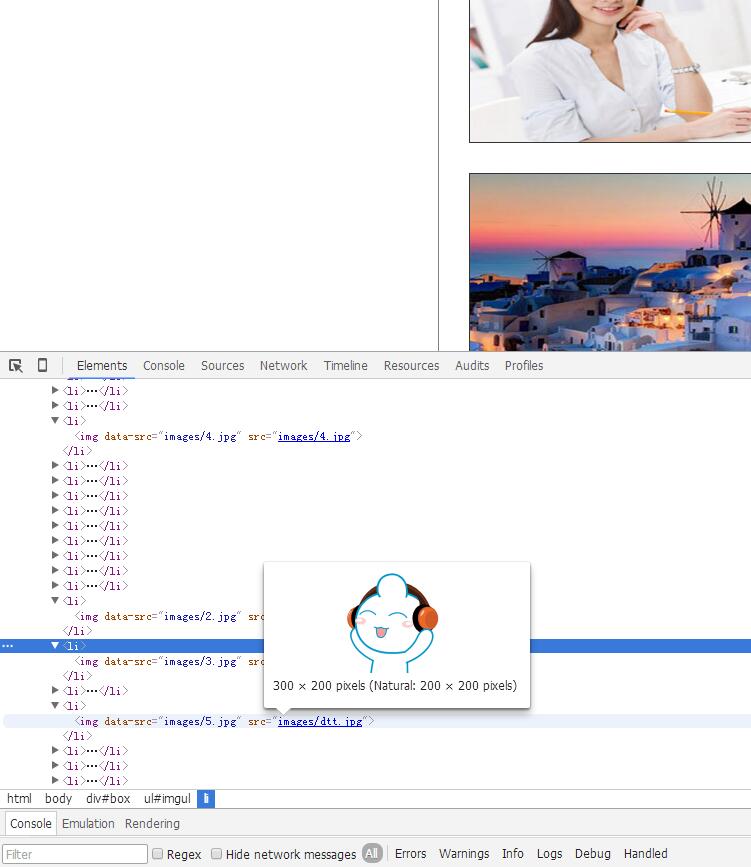 Elements Console Sources Network Timeline Resources Audits Profiles
<li>…</li>
<li>…</li>
<li>
<img data-src="images/4.jpg" src="images/4.jpg">
</li>
<li>…</li>
<li>…</li>
<li>…</li>
<li>…</li>
<li>…</li>
<li>…</li>
<li>…</li>
<li>…</li>
<li>…</li>
<li>
<img data-src="images/2.jpg"
</li>
<li>
<img data-src="images/3.jpg"
</li>
<li>…</li>
<li>
300 × 200 pixels (Natural: 200 × 200 pixels)
<img data-src="images/5.jpg" src="images/dtt.jpg">
</li>
<li>…</li>
<li>…</li>
<li>…</li>
html body div#box ul#imgul li
Console Emulation Rendering
Filter Regex Hide network messages All Errors Warnings Info Logs Debug Handled